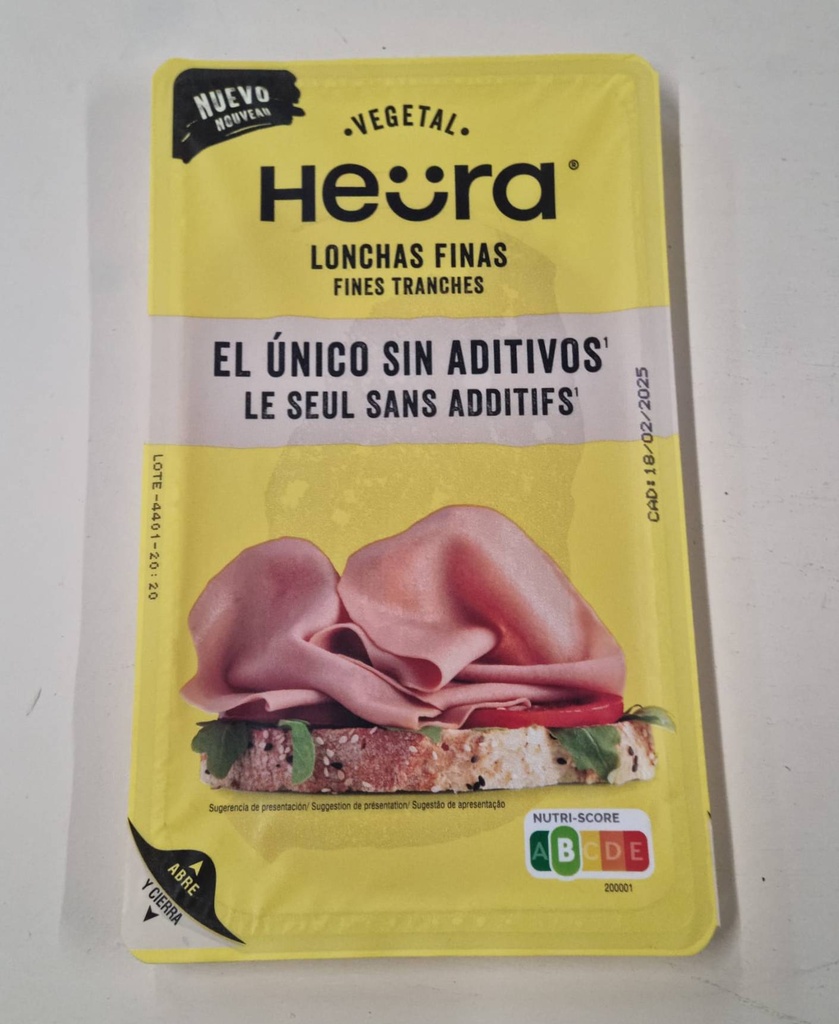 NUEVO
NOUVEAU
•VEGETAL•
Heüra®
LONCHAS FINAS
FINES TRANCHES
EL ÚNICO SIN ADITIVOS¹
LE SEUL SANS ADDITIFS¹
CAD: 18/02/2025
LOTE -4401-20:20
Sugerencia de presentación/ Suggestion de présentation/ Sugestão de apresentação
NUTRI-SCORE
A B C D E
200001
ABRE
Y CIERRA